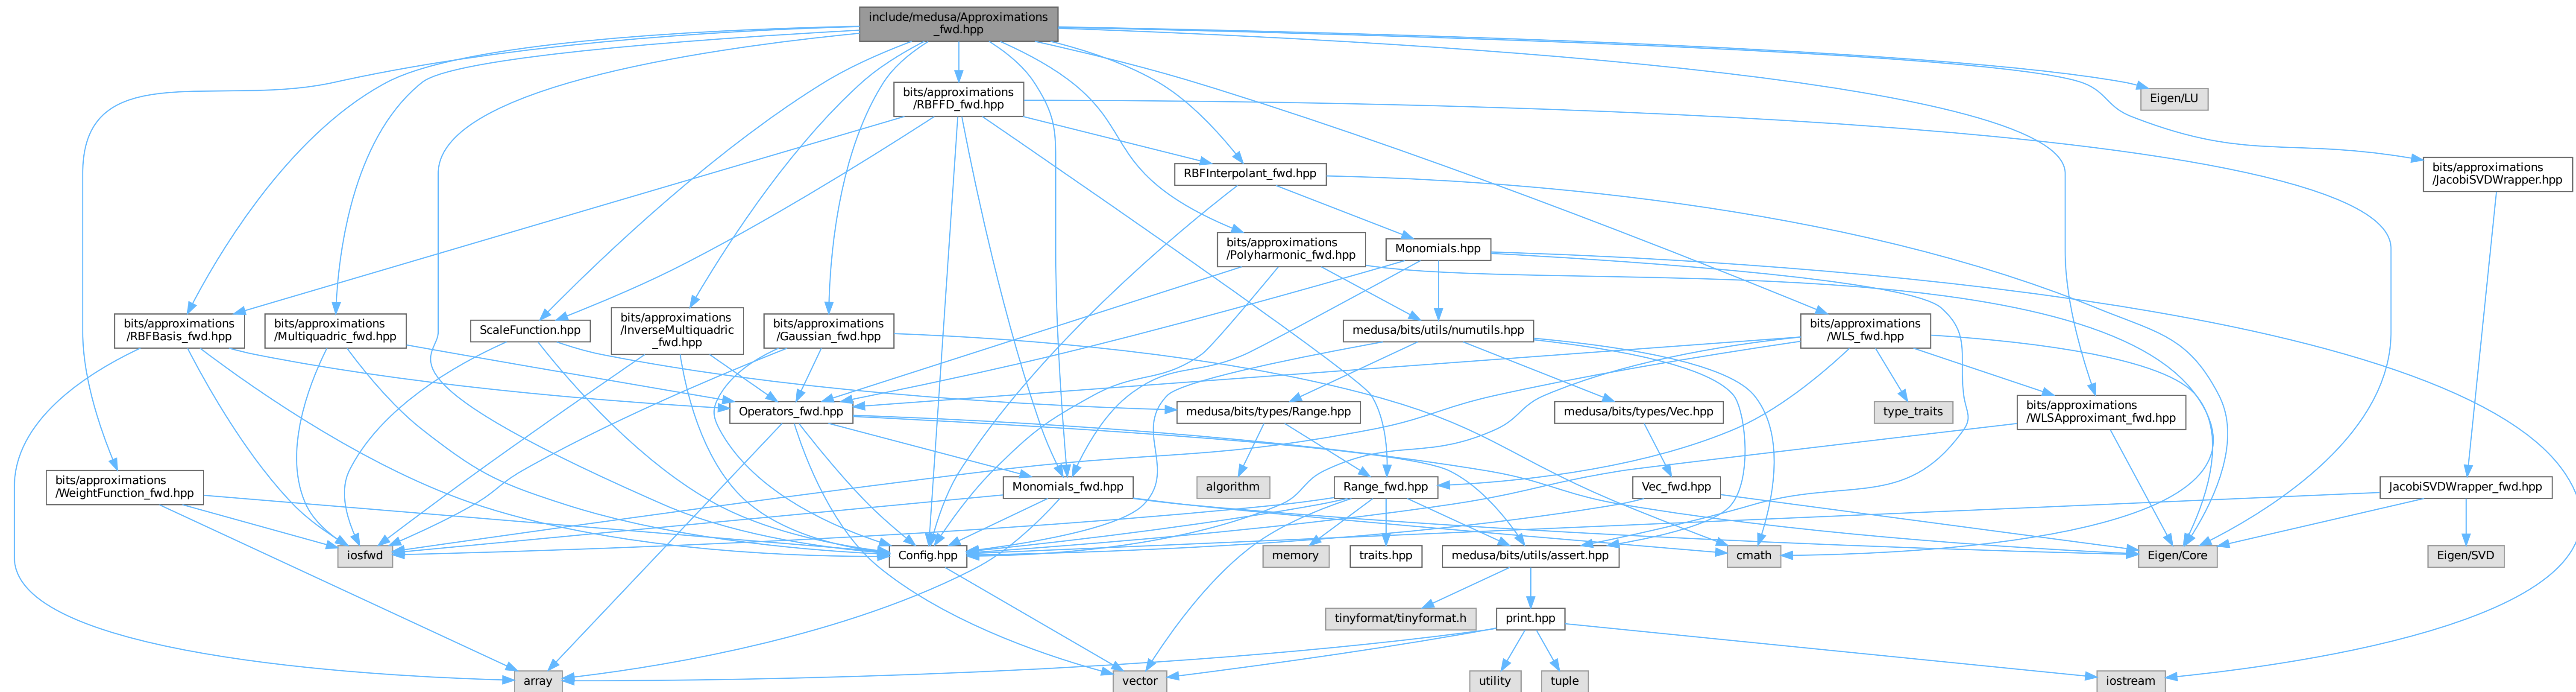 include/medusa/Approximations
_fwd.hpp
bits/approximations
/RBFFD_fwd.hpp
Eigen/LU
RBFInterpolant_fwd.hpp
bits/approximations
/JacobiSVDWrapper.hpp
bits/approximations
/Polyharmonic_fwd.hpp
Monomials.hpp
bits/approximations
/RBFBasis_fwd.hpp
bits/approximations
/Multiquadric_fwd.hpp
ScaleFunction.hpp
bits/approximations
/InverseMultiquadric
_fwd.hpp
bits/approximations
/Gaussian_fwd.hpp
medusa/bits/utils/numutils.hpp
bits/approximations
/WLS_fwd.hpp
Operators_fwd.hpp
medusa/bits/types/Range.hpp
medusa/bits/types/Vec.hpp
type_traits
bits/approximations
/WLSApproximant_fwd.hpp
bits/approximations
/WeightFunction_fwd.hpp
Monomials_fwd.hpp
algorithm
Range_fwd.hpp
Vec_fwd.hpp
JacobiSVDWrapper_fwd.hpp
iosfwd
Config.hpp
memory
traits.hpp
medusa/bits/utils/assert.hpp
cmath
Eigen/Core
Eigen/SVD
tinyformat/tinyformat.h
print.hpp
array
vector
utility
tuple
iostream